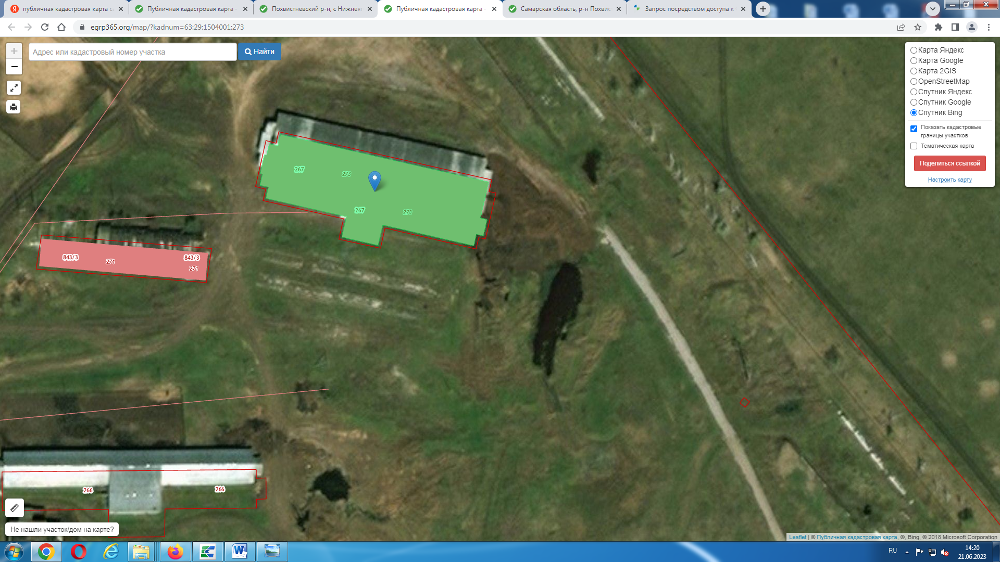 публичная кадастровая карта са
Публичная кадастровая карта -
Похвистневский р-н, с Нижнеяг
Публичная кадастровая карта -
Самарская область, р-н Похвис
Запрос посредством доступа к
egrp365.org/map/?kadnum=63:29:1504001:273
Адрес или кадастровый номер участка
Найти
Карта Яндекс
Карта Google
Карта 2GIS
OpenStreetMap
Спутник Яндекс
Спутник Google
Спутник Bing
Показать кадастровые
границы участков
Тематическая карта
Поделиться ссылкой
Настроить карту
267
273
267
273
843/3
271
843/3
271
266
266
Не нашли участок/дом на карте?
Leaflet | © Публичная кадастровая карта, ©, Bing, © 2018 Microsoft Corporation
RU
14:20
21.06.2023